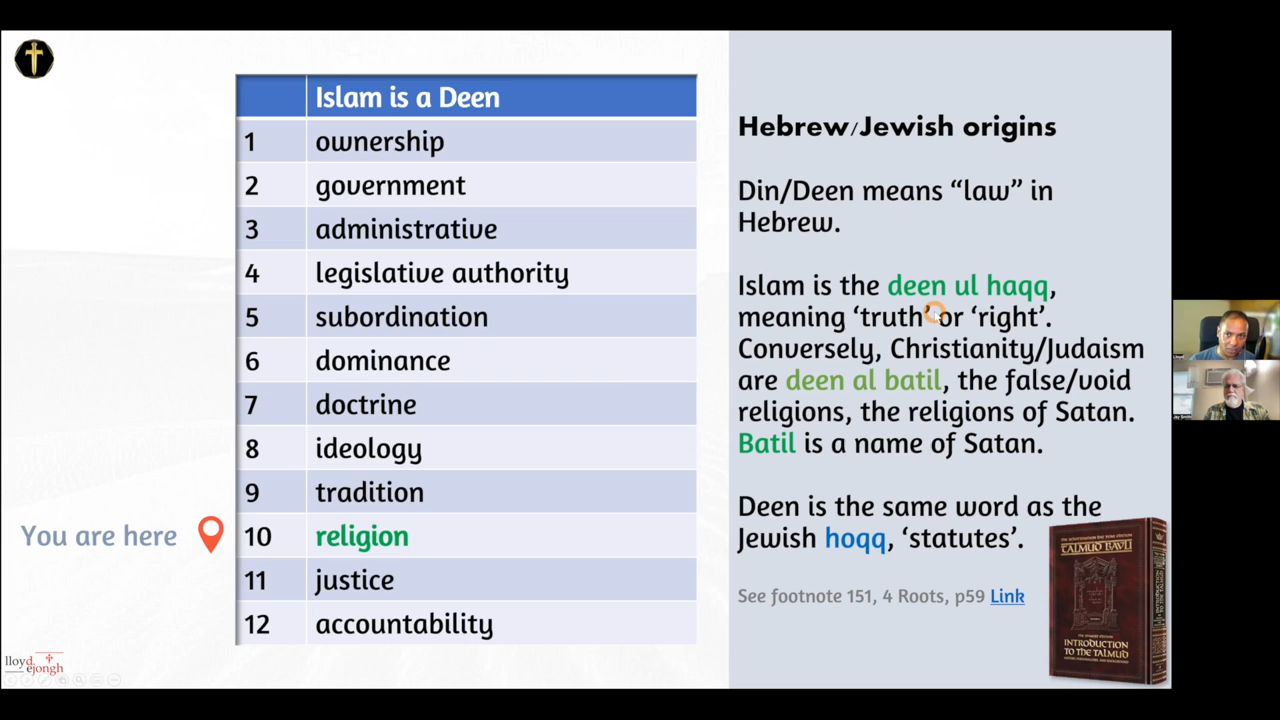 Islam is a Deen
1 ownership
2 government
3 administrative
4 legislative authority
5 subordination
6 dominance
7 doctrine
8 ideology
9 tradition
You are here 10 religion
11 justice
12 accountability
lloyd
ejongh
Hebrew/Jewish origins
Din/Deen means “law” in
Hebrew.
Islam is the deen ul haqq,
meaning ‘truth’ or ‘right’.
Conversely, Christianity/Judaism
are deen al batil, the false/void
religions, the religions of Satan.
Batil is a name of Satan.
Deen is the same word as the
Jewish hoqq, ‘statutes’.
See footnote 151, 4 Roots, p59 Link
TALMUD BAVLI
INTRODUCTION
TO THE TALMUD